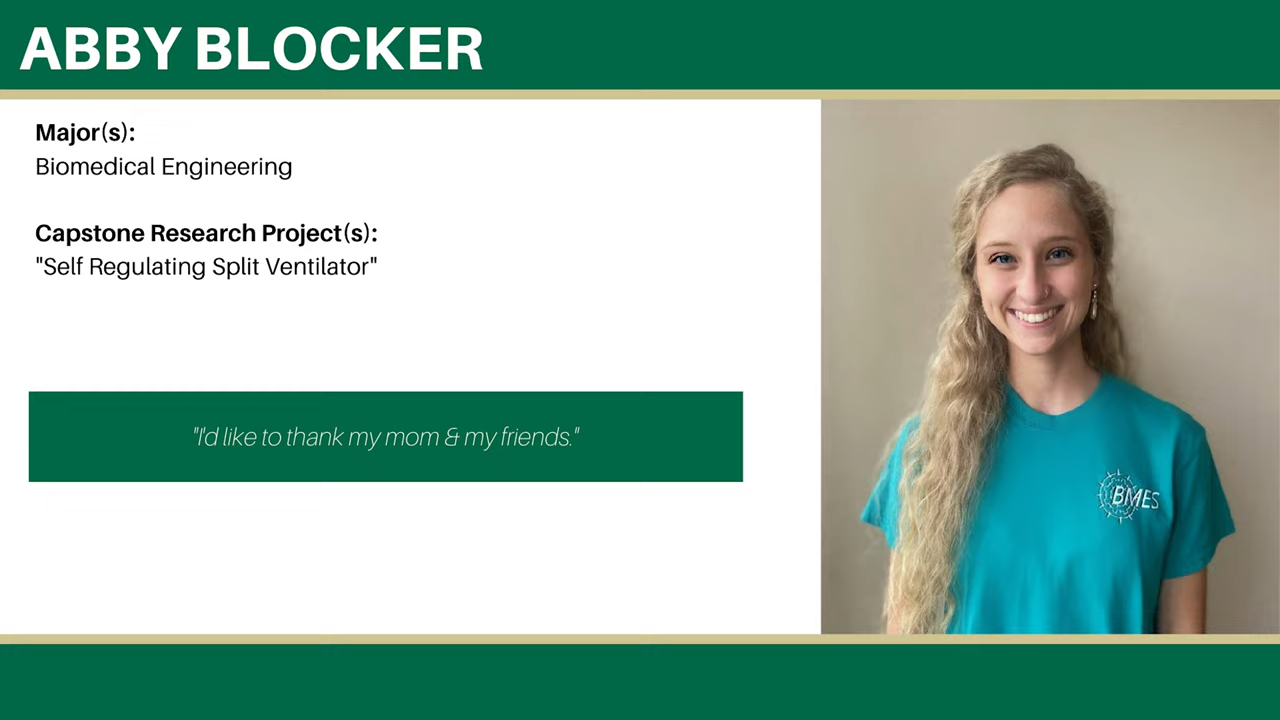 ABBY BLOCKER
Major(s):
Biomedical Engineering
Capstone Research Project(s):
"Self Regulating Split Ventilator"
"I'd like to thank my mom & my friends."
BMES